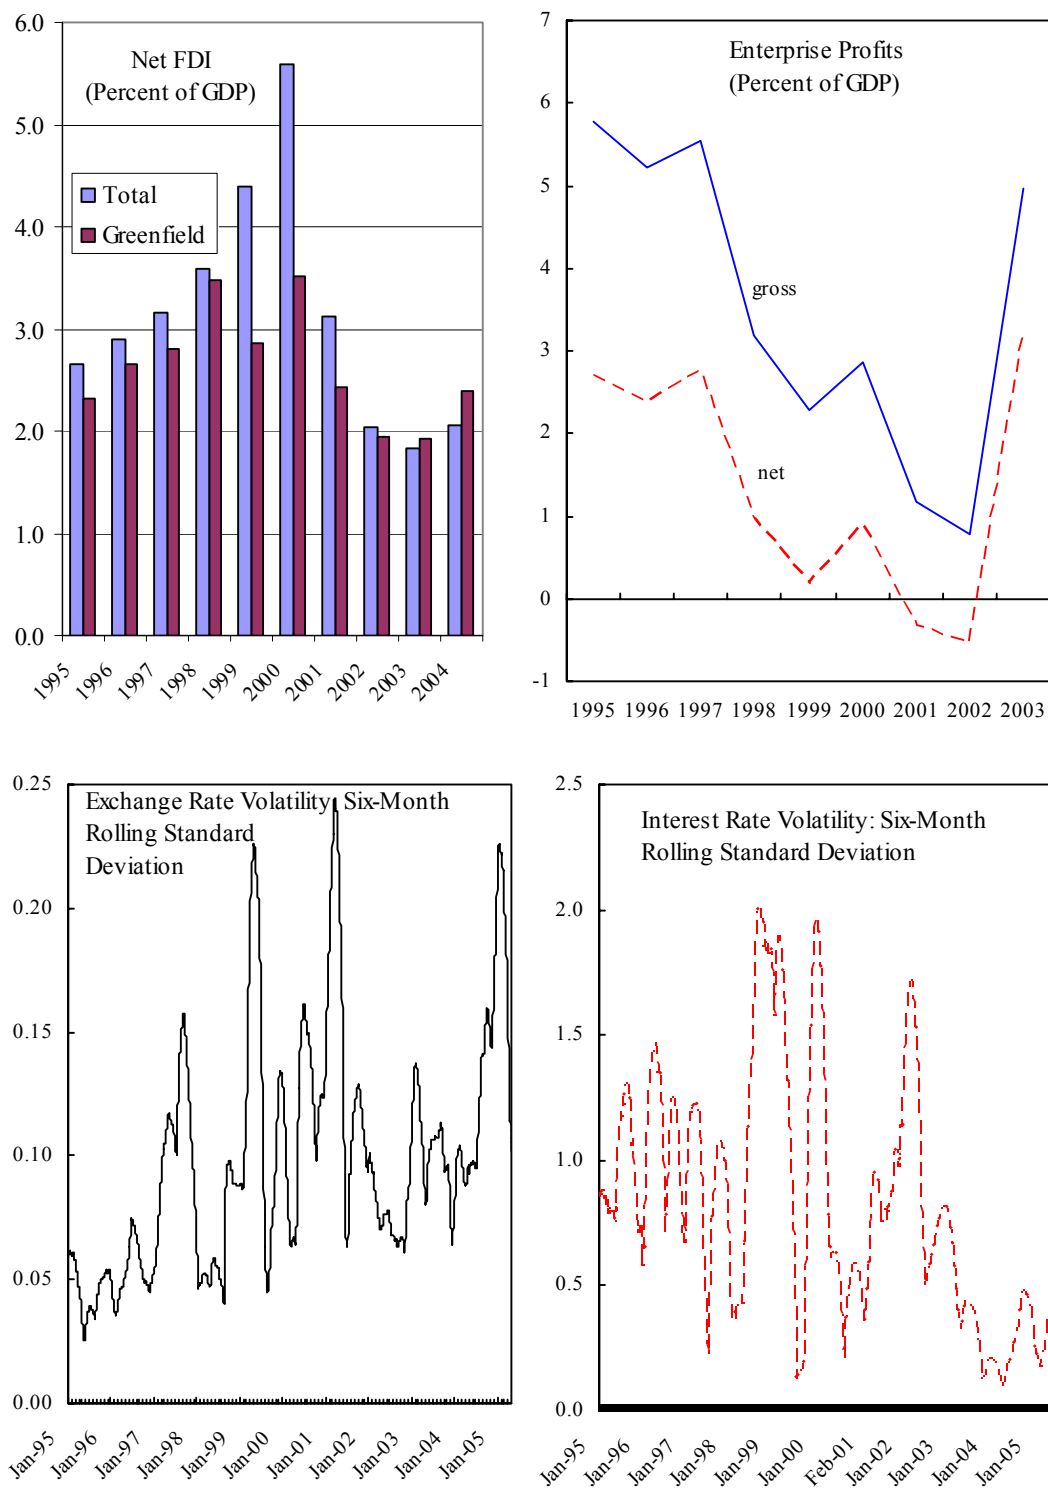 Net FDI
(Percent of GDP)
6.0
5.0
4.0
3.0
2.0
1.0
0.0
Total
Greenfield
1995
1996
1997
1998
1999
2000
2001
2002
2003
2004
Enterprise Profits
(Percent of GDP)
7
6
5
4
3
2
1
0
-1
gross
net
1995 1996 1997 1998 1999 2000 2001 2002 2003
Exchange Rate Volatility: Six-Month
Rolling Standard
Deviation
0.25
0.20
0.15
0.10
0.05
0.00
Jan-95
Jan-96
Jan-97
Jan-98
Jan-99
Jan-00
Jan-01
Jan-02
Jan-03
Jan-04
Jan-05
Interest Rate Volatility: Six-Month
Rolling Standard Deviation
2.5
2.0
1.5
1.0
0.5
0.0
Jan-95
Jan-96
Jan-97
Jan-98
Jan-99
Jan-00
Feb-01
Jan-02
Jan-03
Jan-04
Jan-05